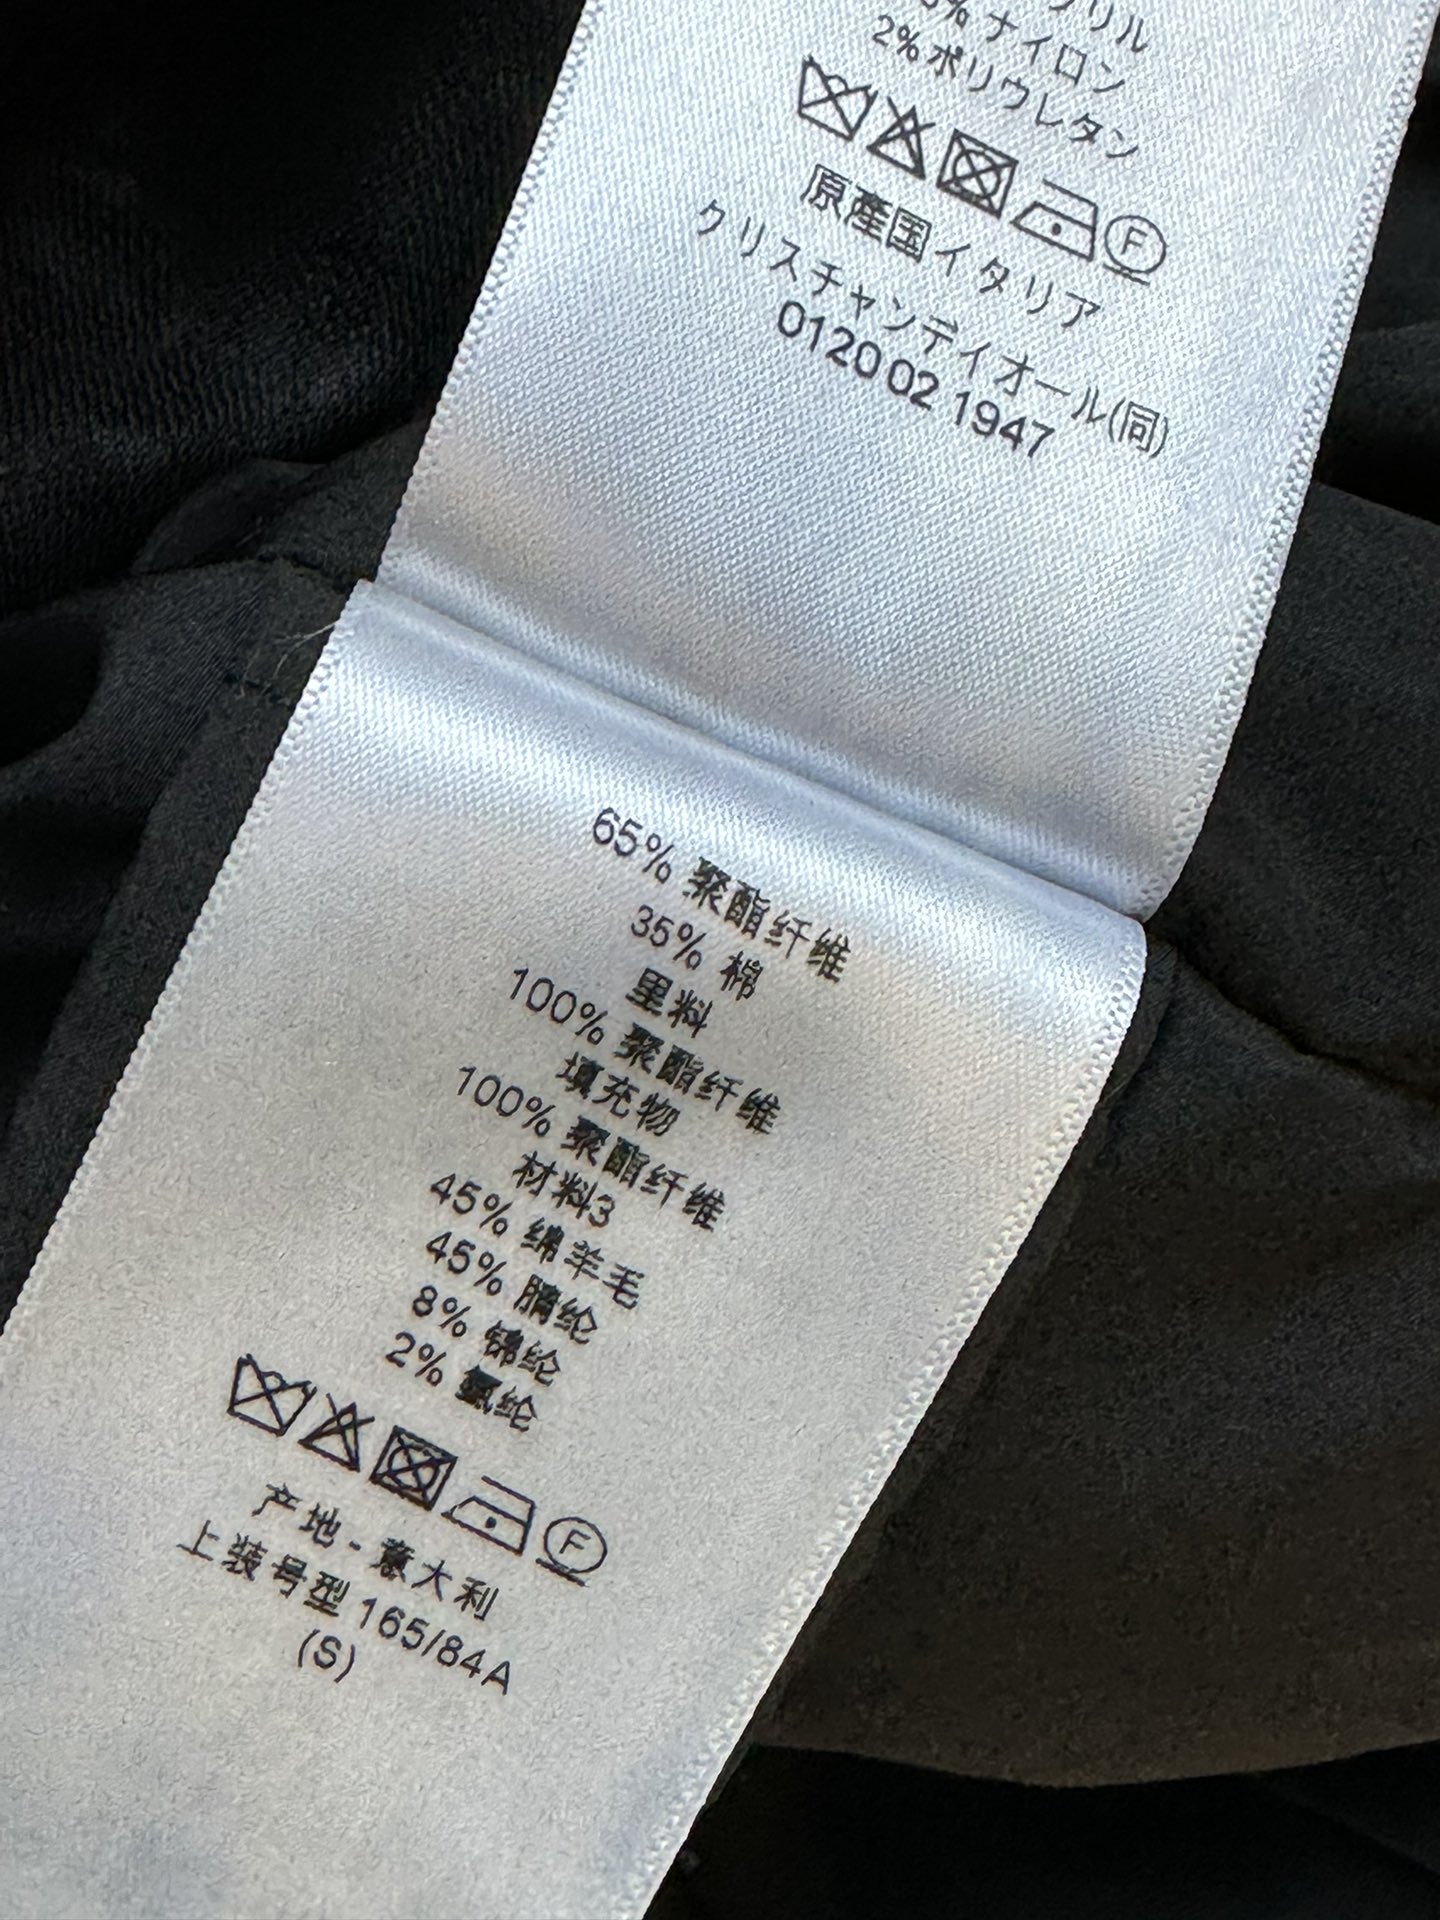 リル
% ナイロン
2% ポリウレタン
F
原産国イタリア
クリスチャンディオール(同)
0120 02 1947
65% 聚酯纤维
35% 棉
里料
100% 聚酯纤维
填充物
100% 聚酯纤维
材料3
45% 绵羊毛
45% 腈纶
8% 锦纶
2% 氨纶
F
产地 - 意大利
上装号型 165/84A
(S)